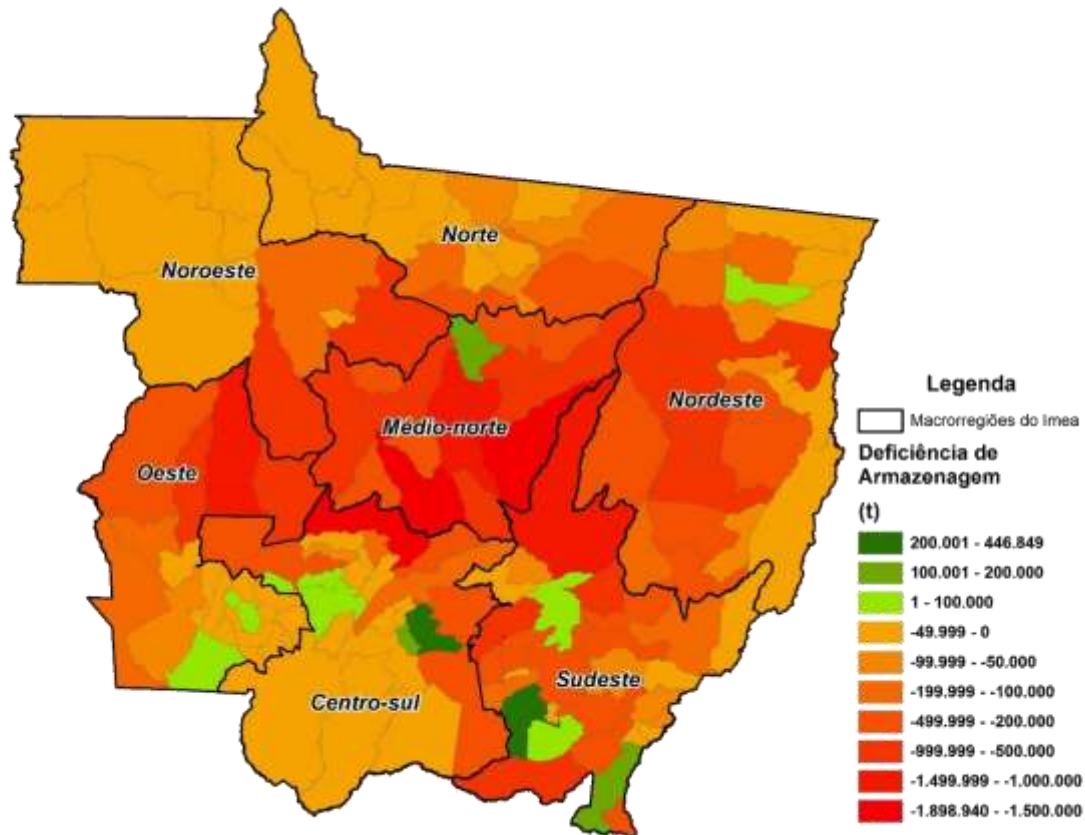 Norte
Noroeste
Nordeste
Médio-norte
Oeste
Sudeste
Centro-sul
Legenda
Macrorregiões do Imea
Deficiência de
Armazenagem
(t)
200.001 - 446.849
100.001 - 200.000
1 - 100.000
-49.999 - 0
-99.999 - -50.000
-199.999 - -100.000
-499.999 - -200.000
-999.999 - -500.000
-1.499.999 - -1.000.000
-1.898.940 - -1.500.000